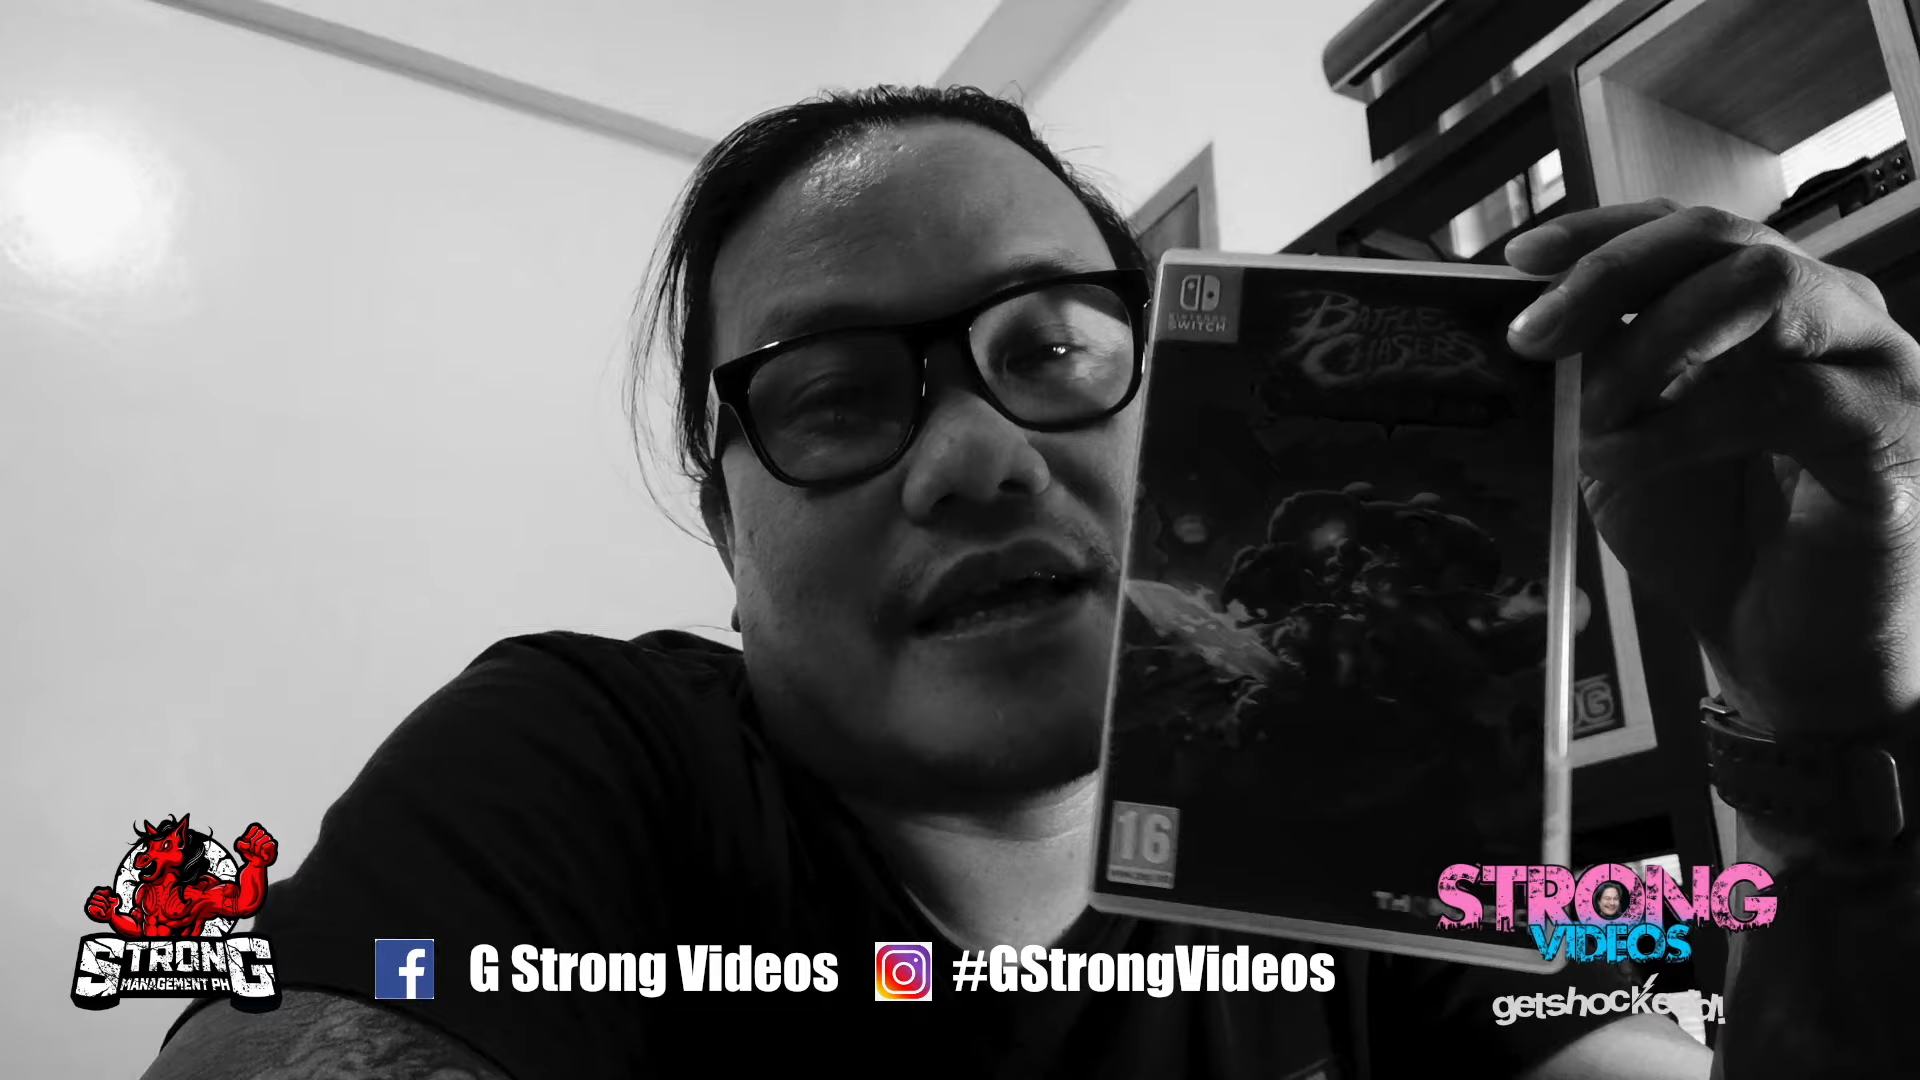 NINTENDO
SWITCH
BATTLE
CHASERS
16
STRONG
MANAGEMENT PH
G Strong Videos
#GStrongVideos
STRONG
VIDEOS
getshocked!